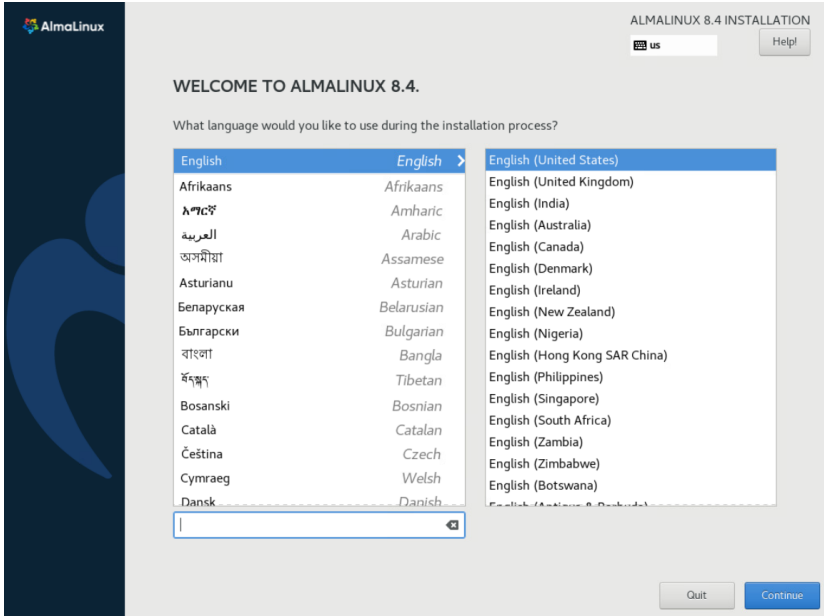 AlmaLinux
ALMALINUX 8.4 INSTALLATION
us
Help!
WELCOME TO ALMALINUX 8.4.
What language would you like to use during the installation process?
English English
Afrikaans Afrikaans
አማርኛ Amharic
العربية Arabic
অসমীয়া Assamese
Asturianu Asturian
Беларуская Belarusian
Български Bulgarian
বাংলা Bangla
བོད་སྐད་ Tibetan
Bosanski Bosnian
Català Catalan
Čeština Czech
Cymraeg Welsh
Dansk Danish
English (United States)
English (United Kingdom)
English (India)
English (Australia)
English (Canada)
English (Denmark)
English (Ireland)
English (New Zealand)
English (Nigeria)
English (Hong Kong SAR China)
English (Philippines)
English (Singapore)
English (South Africa)
English (Zambia)
English (Zimbabwe)
English (Botswana)
English (Antigua & Barbuda)
Quit
Continue